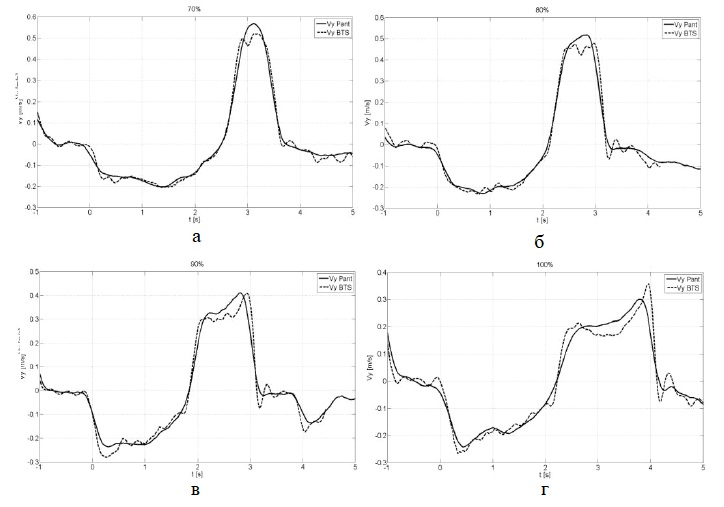 70%
Vy Pant
Vy BTS
Vy [m/s]
0.6
0.5
0.4
0.3
0.2
0.1
0
-0.1
-0.2
-0.3
-1 0 1 2 3 4 5
t [s]
а
80%
Vy Pant
Vy BTS
Vy [m/s]
0.6
0.5
0.4
0.3
0.2
0.1
0
-0.1
-0.2
-0.3
-1 0 1 2 3 4 5
t [s]
б
90%
Vy Pant
Vy BTS
Vy [m/s]
0.5
0.4
0.3
0.2
0.1
0
-0.1
-0.2
-0.3
-1 0 1 2 3 4 5
t [s]
в
100%
Vy Pant
Vy BTS
Vy [m/s]
0.4
0.3
0.2
0.1
0
-0.1
-0.2
-0.3
-1 0 1 2 3 4 5
t [s]
г